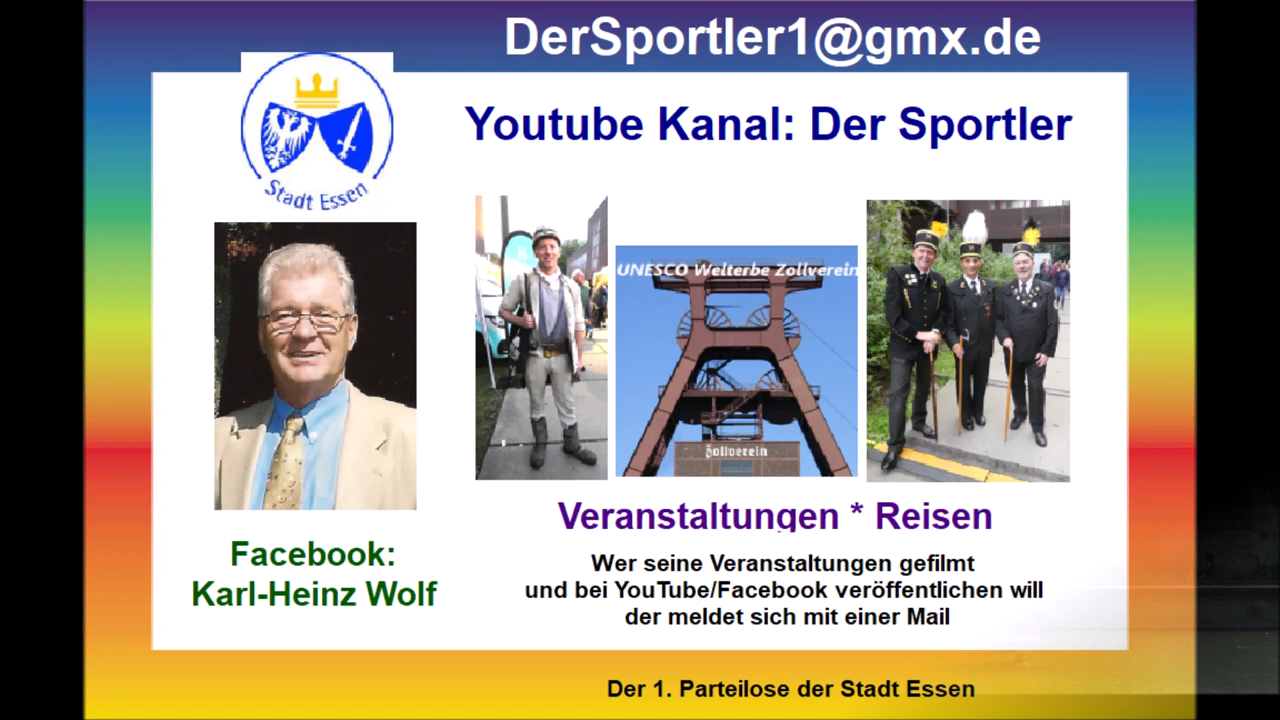 DerSportler1@gmx.de
Stadt Essen
Youtube Kanal: Der Sportler
UNESCO Welterbe Zollverein
Zollverein
Veranstaltungen * Reisen
Facebook:
Karl-Heinz Wolf
Wer seine Veranstaltungen gefilmt
und bei YouTube/Facebook veröffentlichen will
der meldet sich mit einer Mail
Der 1. Parteilose der Stadt Essen